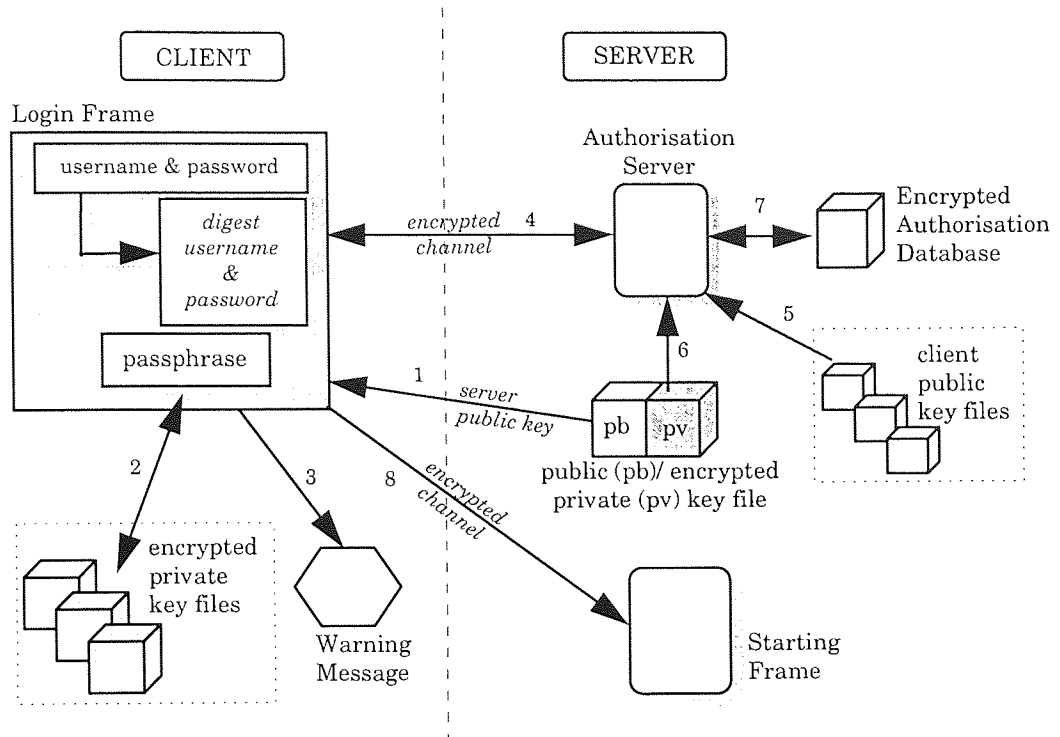 CLIENT
SERVER
Login Frame
username & password
digest
username
&
password
passphrase
Authorisation
Server
encrypted
channel
4
7
Encrypted
Authorisation
Database
5
6
client
public
key files
1
server
public key
pb
pv
public (pb)/ encrypted
private (pv) key file
2
3
8
encrypted
channel
encrypted
private
key files
Warning
Message
Starting
Frame